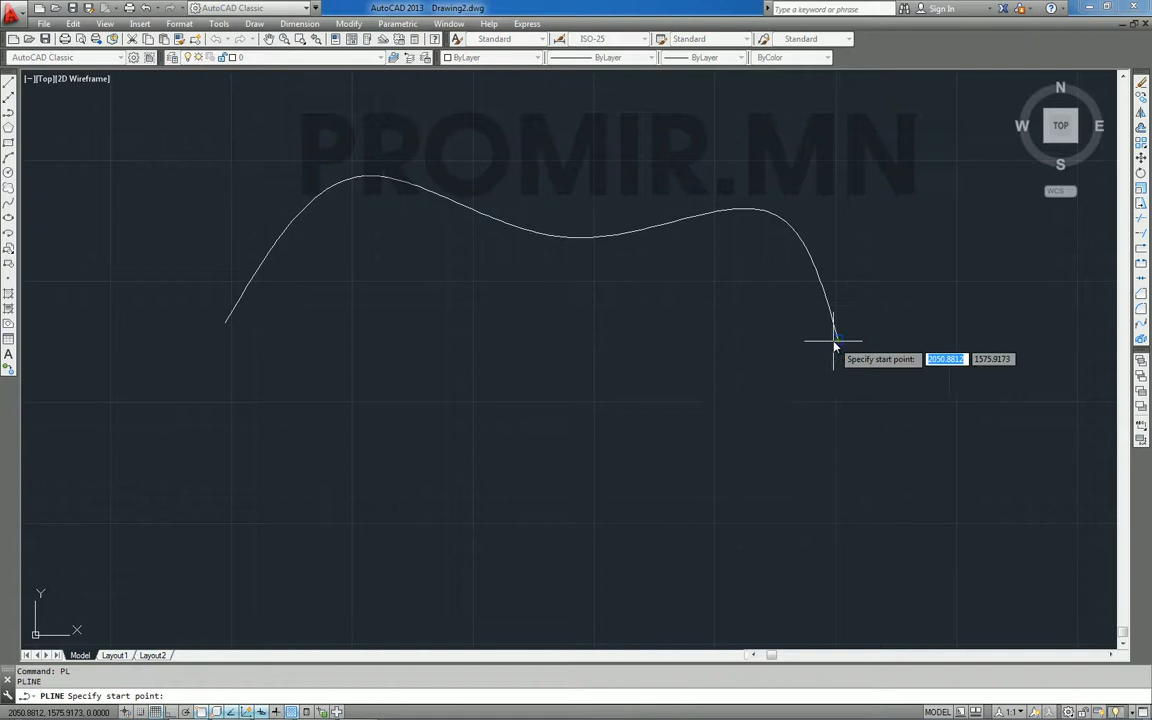 AutoCAD Classic
AutoCAD 2013 Drawing2.dwg
Type a keyword or phrase
Sign In
File Edit View Insert Format Tools Draw Dimension Modify Parametric Window Help Express
Standard ISO-25 Standard Standard
AutoCAD Classic 0 ByLayer ByLayer ByLayer ByColor
[−][Top][2D Wireframe]
PROMIR.MN
N
W TOP E
S
WCS
Specify start point: 2050.8812 1575.9173
Y
X
Model Layout1 Layout2
Command: PL
PLINE
PLINE Specify start point:
2050.8812, 1575.9173, 0.0000
MODEL 1:1